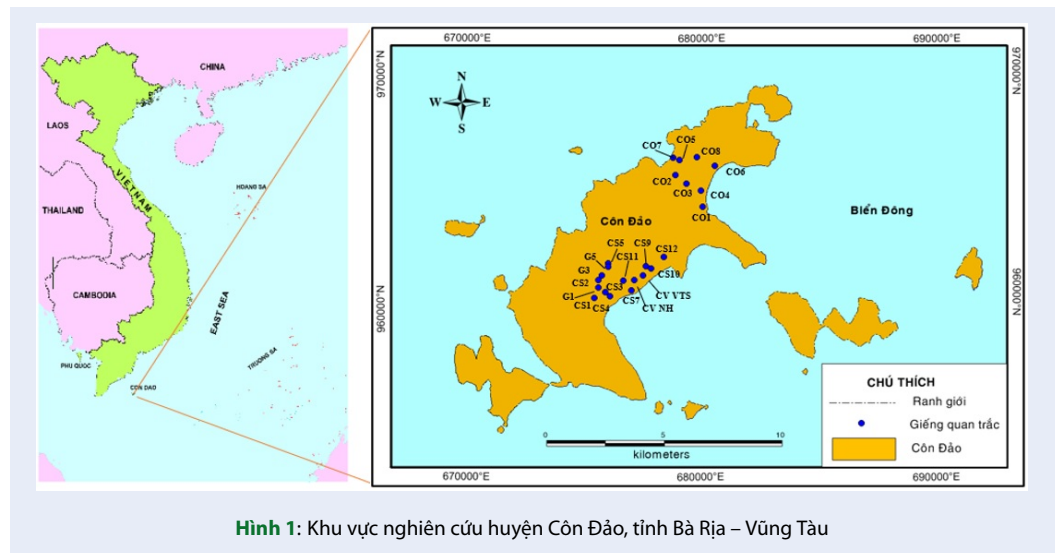 CHINA
LAOS
VIETNAM
HOANG SA
THAILAND
CAMBODIA
EAST SEA
TRUONG SA
PHU QUOC
CON DAO
670000°E
680000°E
690000°E
970000°N
970000°N
N
W
E
S
CO7
CO5
CO8
CO6
CO2
CO3
CO4
CO1
Côn Đảo
Biển Đông
CS5
CS9
CS12
G5
CS11
G3
CS2
CS10
CS3
G1
CV VTS
CS1
CS4
CS7
CV NH
960000°N
960000°N
CHÚ THÍCH
Ranh giới
Giếng quan trắc
Côn Đảo
0
5
10
kilometers
670000°E
680000°E
690000°E
Hình 1: Khu vực nghiên cứu huyện Côn Đảo, tỉnh Bà Rịa – Vũng Tàu